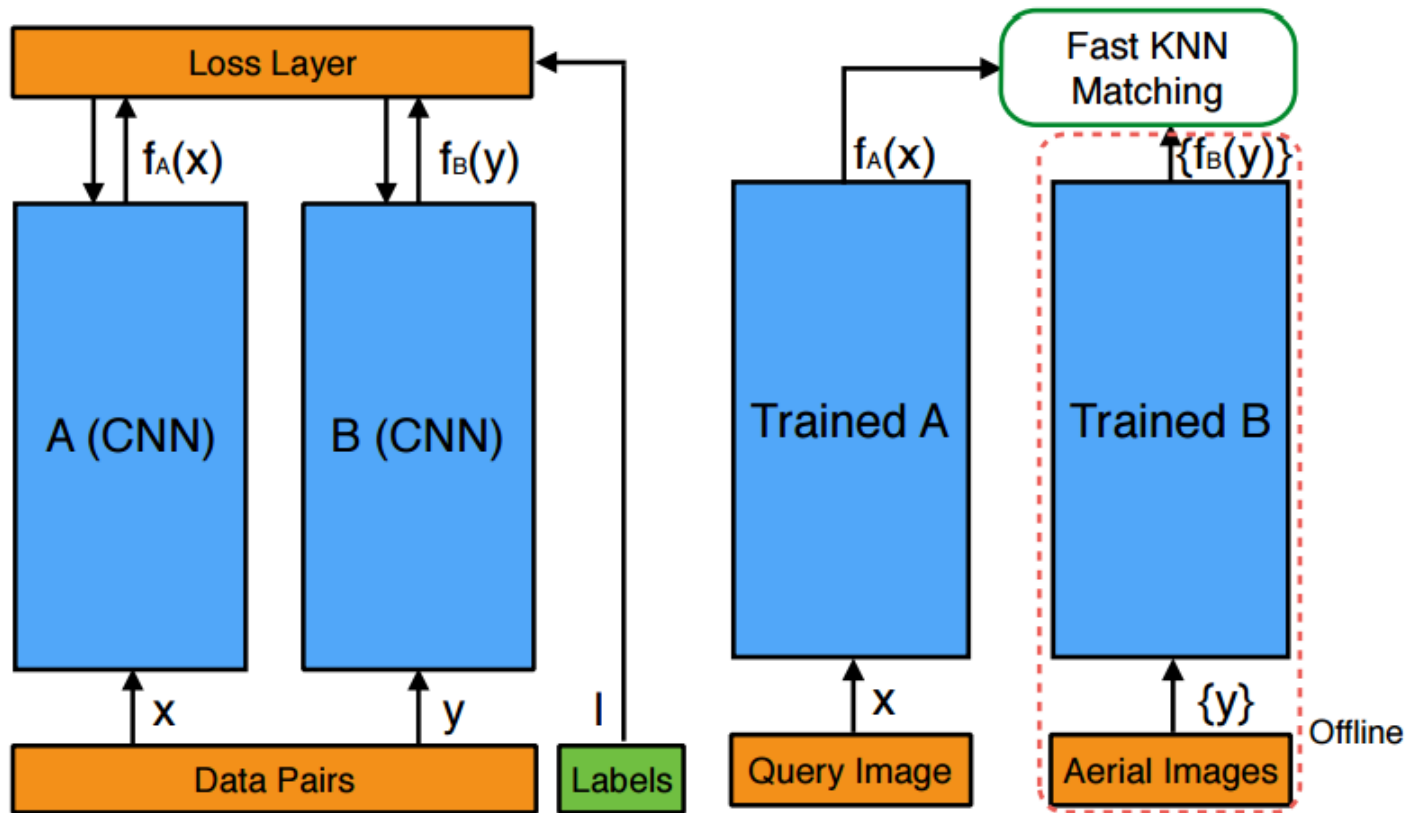 Loss Layer
fA(x)
fB(y)
A (CNN)
B (CNN)
x
y
l
Data Pairs
Labels
Fast KNN
Matching
fA(x)
{fB(y)}
Trained A
Trained B
x
{y}
Offline
Query Image
Aerial Images